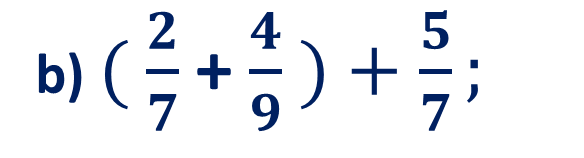 b) ( 2/7 + 4/9 ) + 5/7 ;